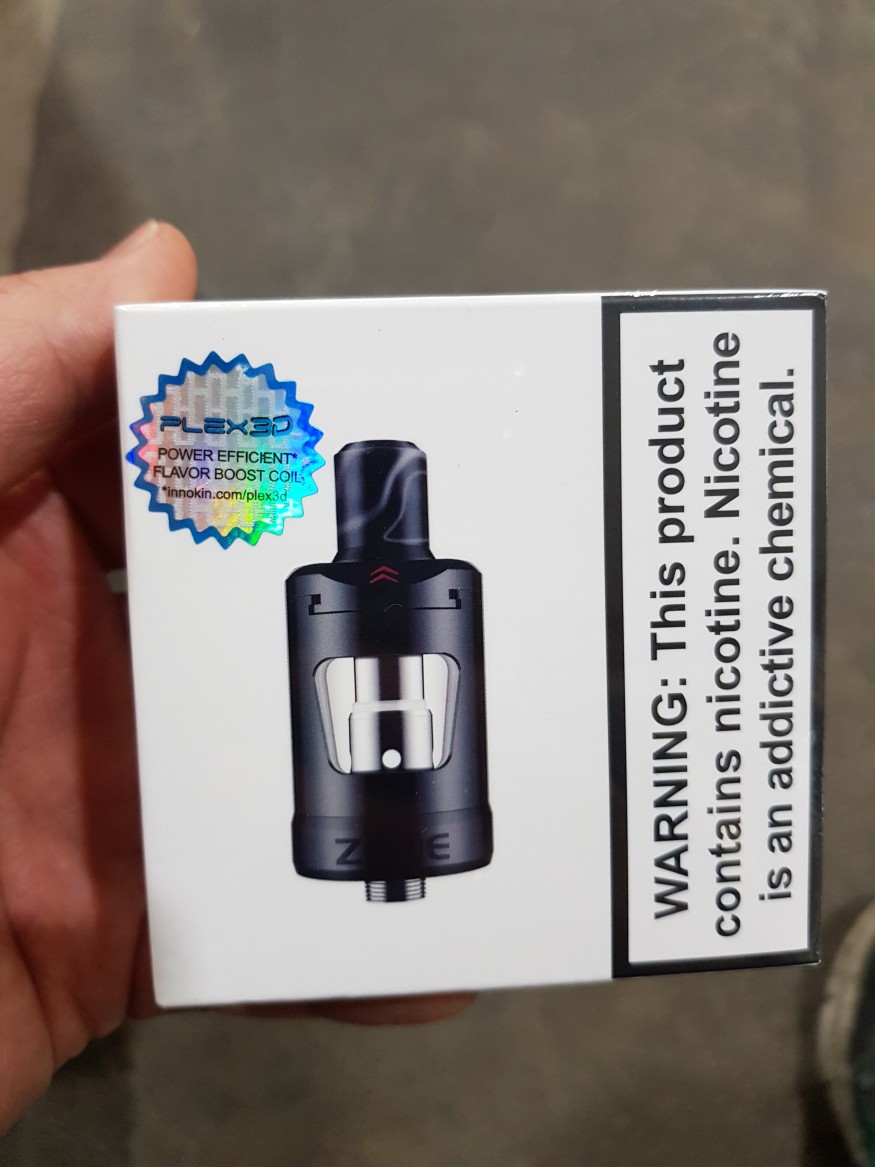 PLEX3D
POWER EFFICIENT*
FLAVOR BOOST COIL
*innokin.com/plex3d
WARNING: This product
contains nicotine. Nicotine
is an addictive chemical.